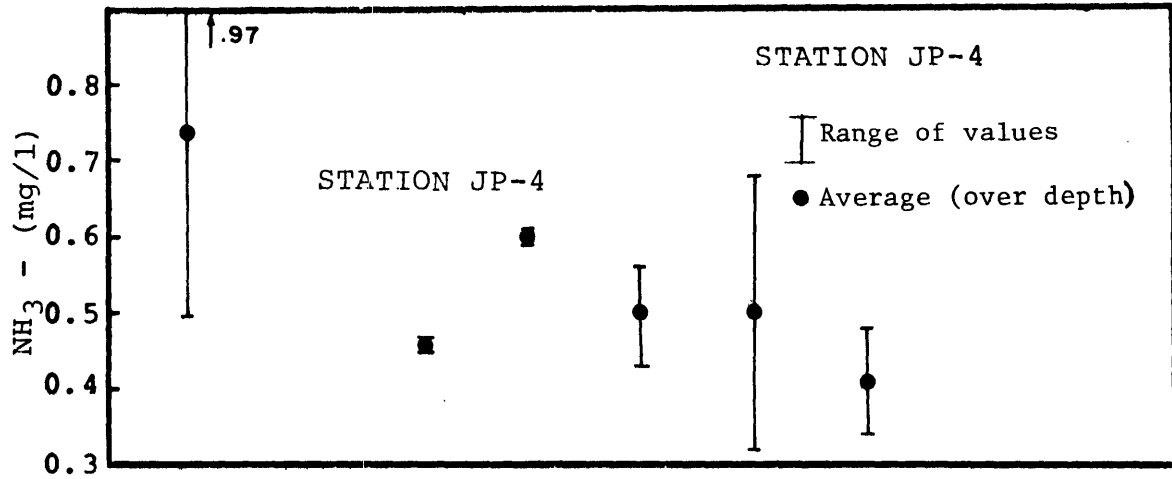 .97
STATION JP-4
0.8
Range of values
0.7
STATION JP-4
Average (over depth)
0.6
0.5
0.4
0.3
NH3 - (mg/l)